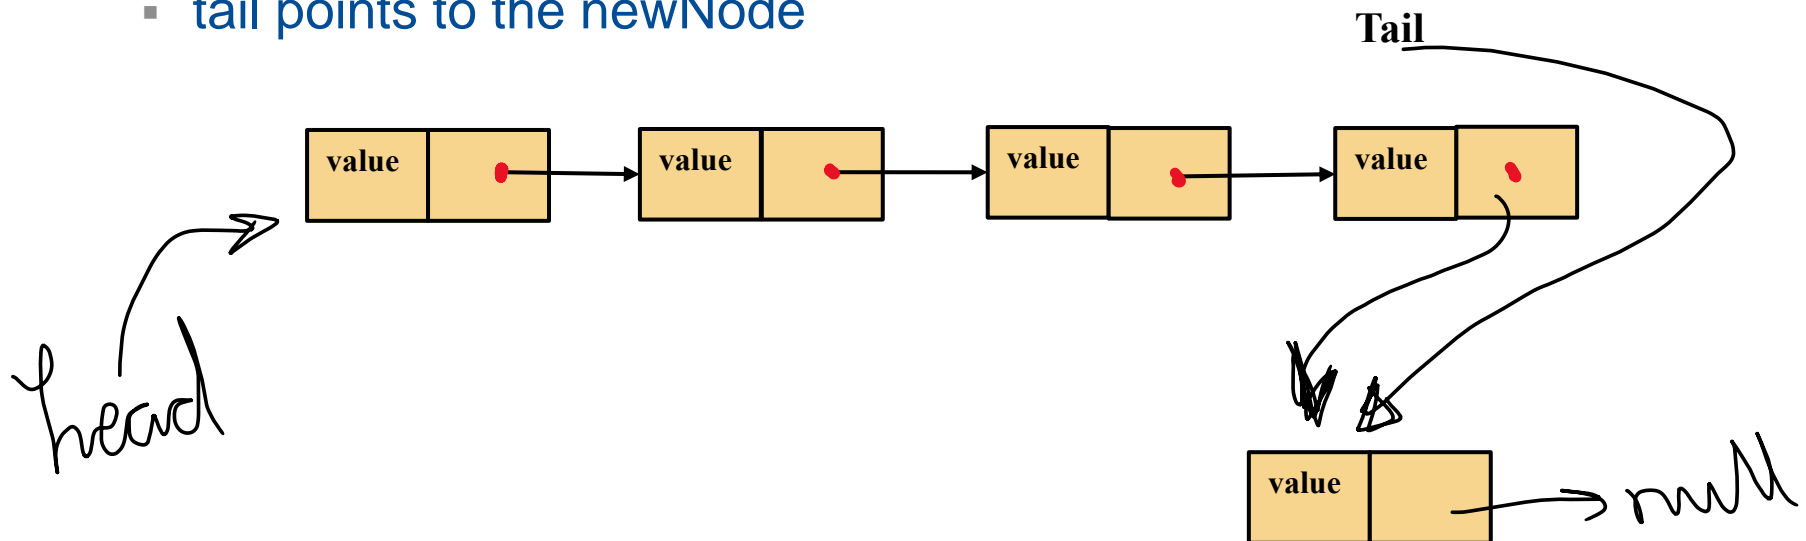 ▪ tail points to the newNode
Tail
value value value value
head
value null